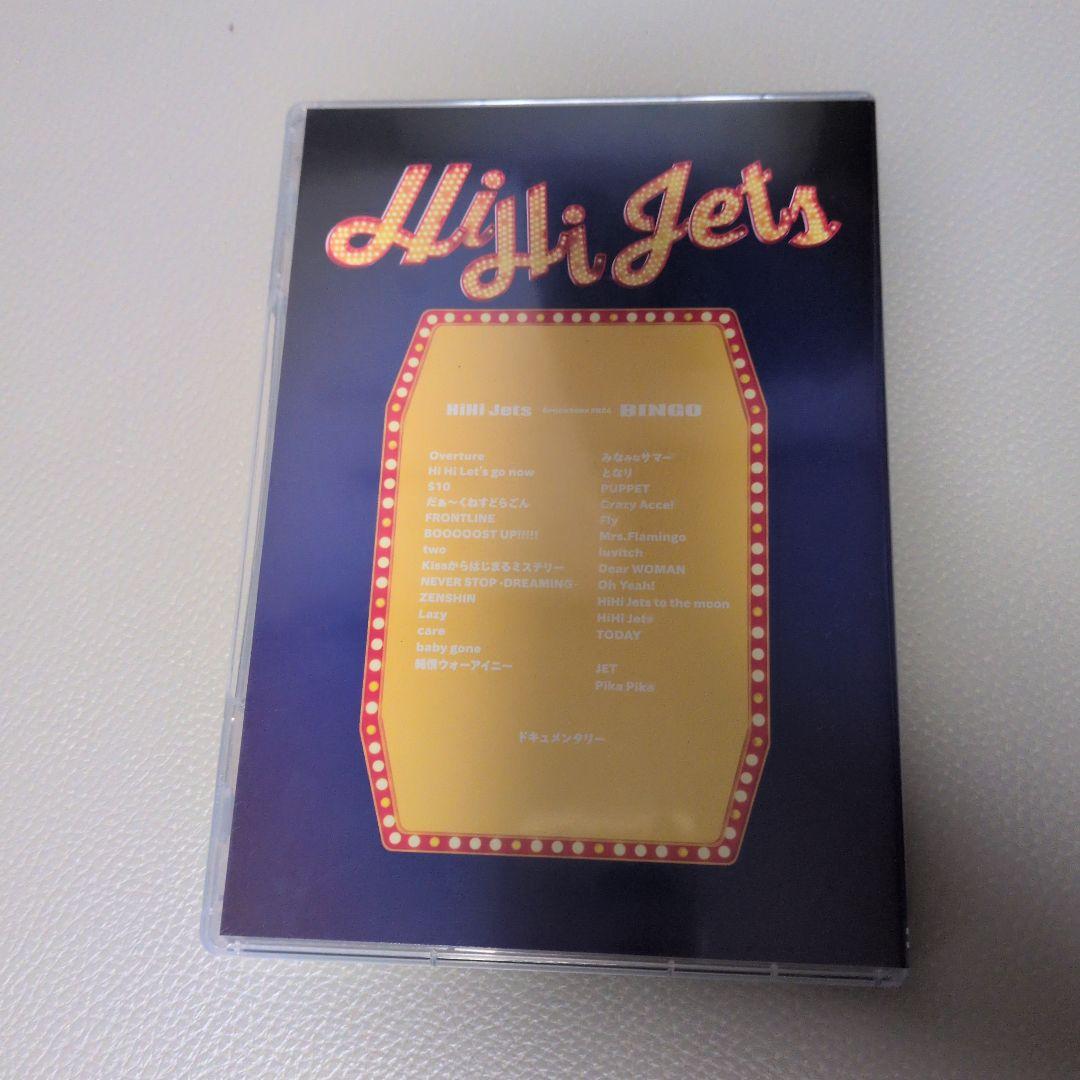 HiHi Jets
HiHi Jets Arena tour 2024 BINGO
Overture
Hi Hi Let's go now
$10
だぁ〜くねすどらごん
FRONTLINE
BOOOOOST UP!!!!!
two
Kissからはじまるミステリー
NEVER STOP -DREAMING-
ZENSHIN
Lazy
care
baby gone
純情ウォーアイニー
みなみなサマー
となり
PUPPET
Crazy Accel
Fly
Mrs.Flamingo
luvitch
Dear WOMAN
Oh Yeah!
HiHi Jets to the moon
HiHi Jets
TODAY
JET
Pika Pika
ドキュメンタリー